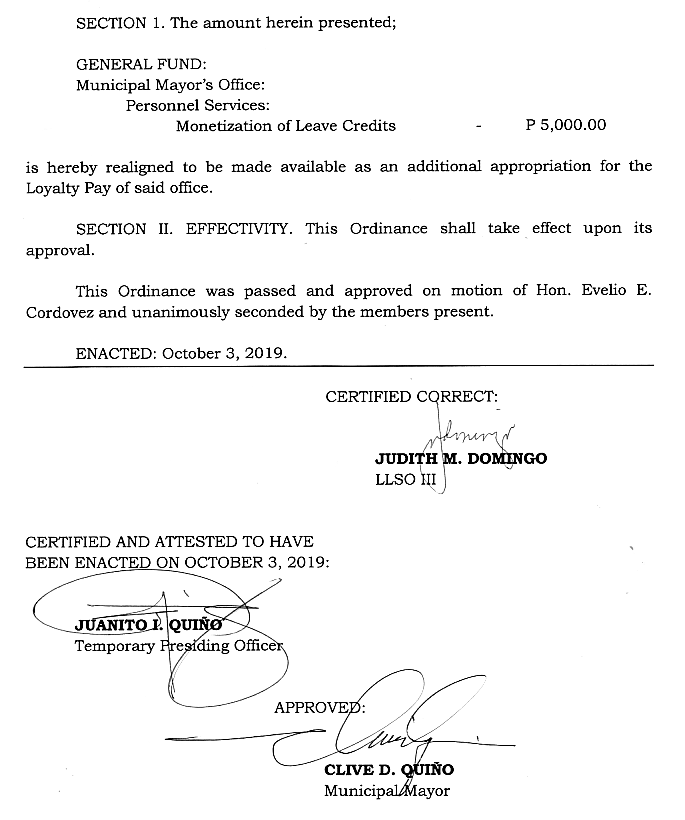 SECTION 1. The amount herein presented;
GENERAL FUND:
Municipal Mayor's Office:
Personnel Services:
Monetization of Leave Credits - P 5,000.00
is hereby realigned to be made available as an additional appropriation for the
Loyalty Pay of said office.
SECTION II. EFFECTIVITY. This Ordinance shall take effect upon its
approval.
This Ordinance was passed and approved on motion of Hon. Evelio E.
Cordovez and unanimously seconded by the members present.
ENACTED: October 3, 2019.
CERTIFIED CORRECT:
JUDITH M. DOMINGO
LLSO III
CERTIFIED AND ATTESTED TO HAVE
BEEN ENACTED ON OCTOBER 3, 2019:
JUANITO QUIÑO
Temporary Presiding Officer
APPROVED:
CLIVE D. QUIÑO
Municipal Mayor